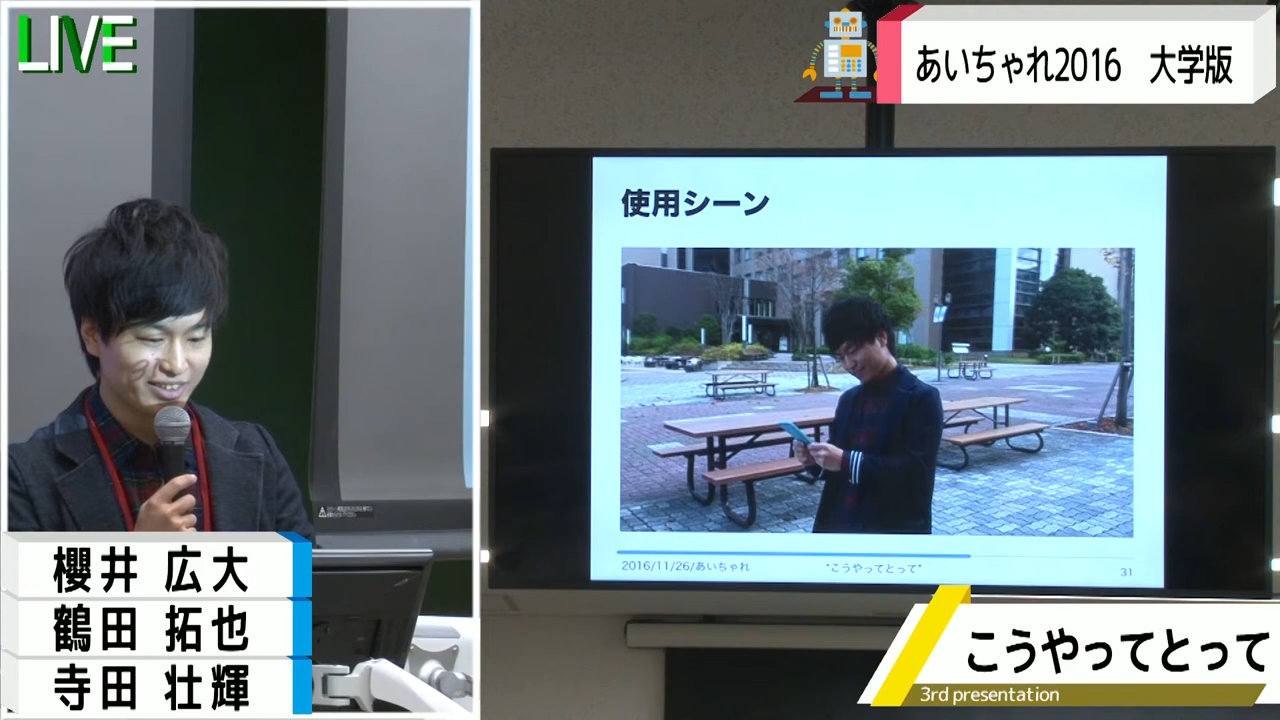 LIVE
あいちゃれ2016 大学版
使用シーン
2016/11/26/あいちゃれ
"こうやってとって"
31
櫻井 広大
鶴田 拓也
寺田 壮輝
こうやってとって
3rd presentation